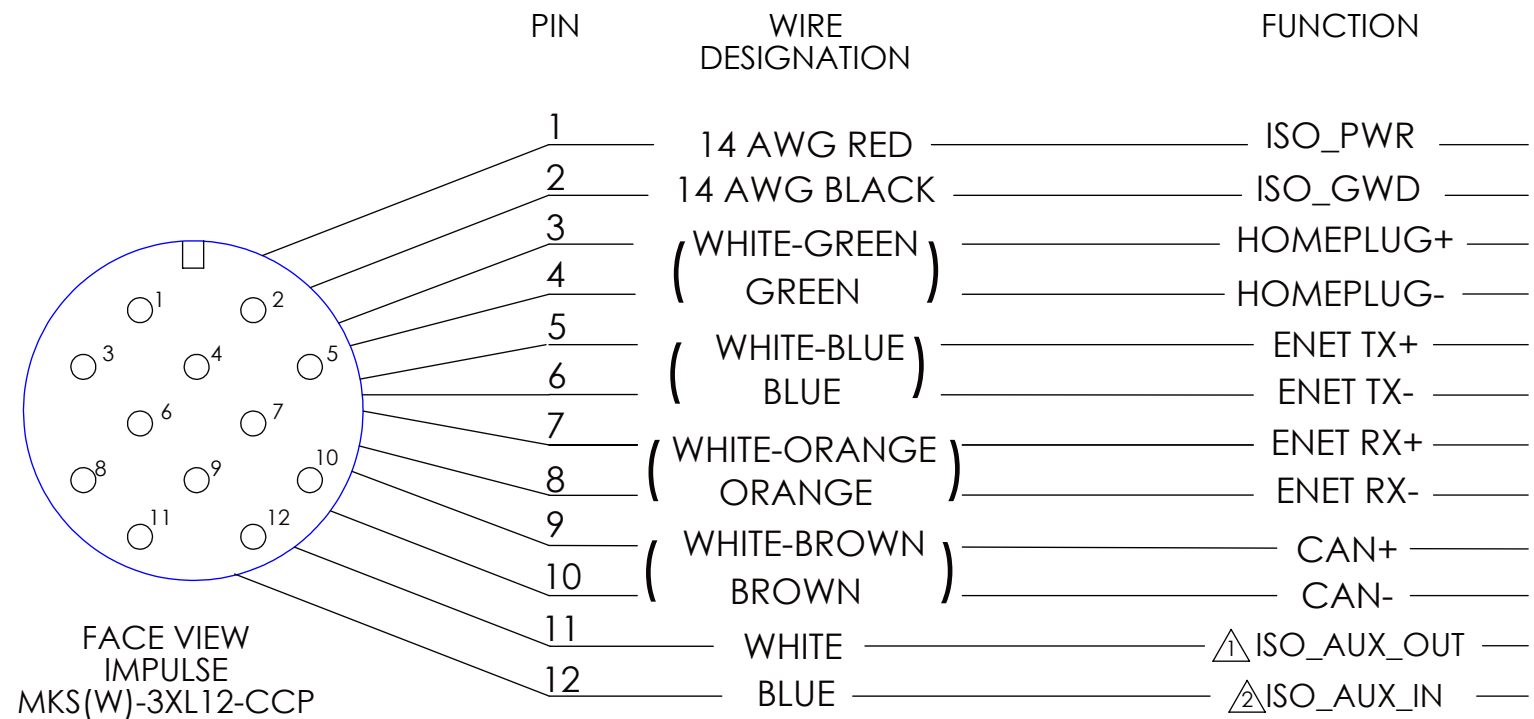 PIN WIRE DESIGNATION FUNCTION
1 14 AWG RED ISO_PWR
2 14 AWG BLACK ISO_GWD
3 (WHITE-GREEN) HOMEPLUG+
4 GREEN HOMEPLUG-
5 (WHITE-BLUE) ENET TX+
6 BLUE ENET TX-
7 (WHITE-ORANGE) ENET RX+
8 ORANGE ENET RX-
9 (WHITE-BROWN) CAN+
10 BROWN CAN-
11 WHITE 1 ISO_AUX_OUT
12 BLUE 2 ISO_AUX_IN
1 2
3 4 5
6 7
8 9 10
11 12
FACE VIEW
IMPULSE
MKS(W)-3XL12-CCP